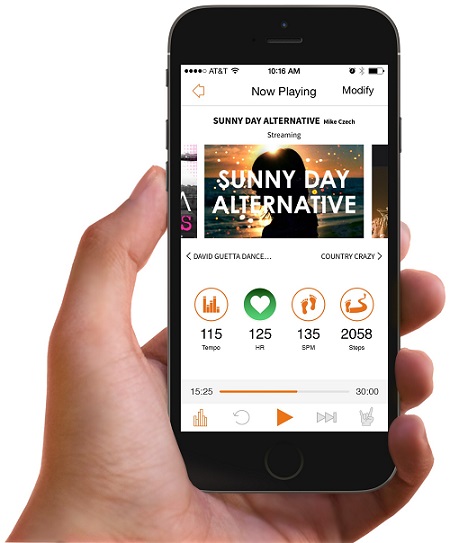 AT&T 10:16 AM
Now Playing Modify
SUNNY DAY ALTERNATIVE Mike Czech
Streaming
SUNNY DAY
ALTERNATIVE
DAVID GUETTA DANCE... COUNTRY CRAZY
115 125 135 2058
Tempo HR SPM Steps
15:25 30:00